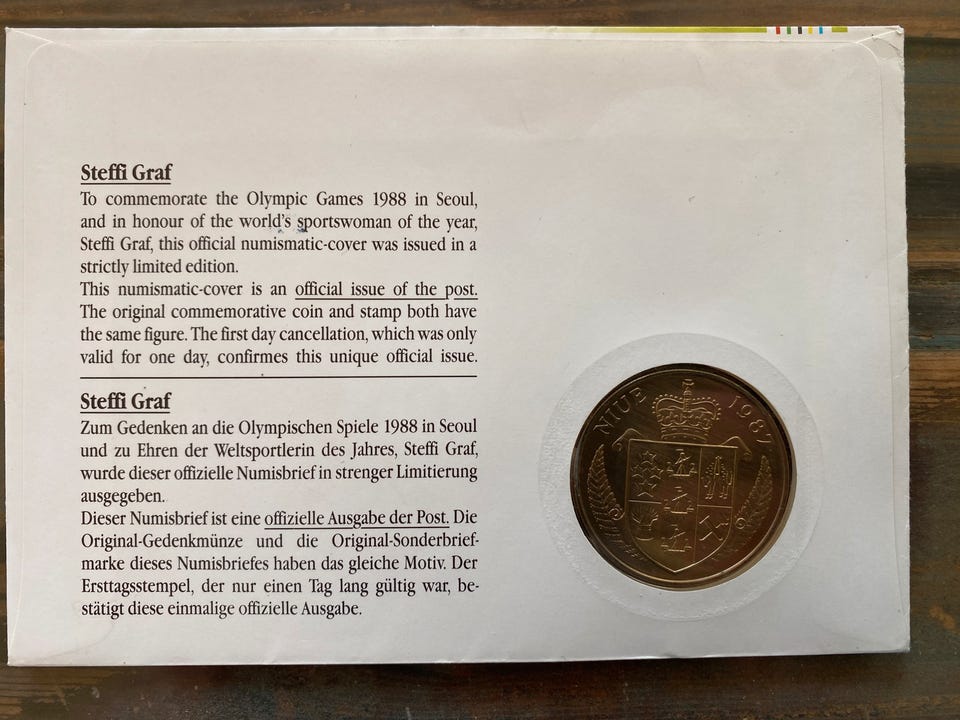 Steffi Graf
To commemorate the Olympic Games 1988 in Seoul,
and in honour of the world's sportswoman of the year,
Steffi Graf, this official numismatic-cover was issued in a
strictly limited edition.
This numismatic-cover is an official issue of the post.
The original commemorative coin and stamp both have
the same figure. The first day cancellation, which was only
valid for one day, confirmes this unique official issue.
Steffi Graf
Zum Gedenken an die Olympischen Spiele 1988 in Seoul
und zu Ehren der Weltsportlerin des Jahres, Steffi Graf,
wurde dieser offizielle Numisbrief in strenger Limitierung
ausgegeben.
Dieser Numisbrief ist eine offizielle Ausgabe der Post. Die
Original-Gedenkmünze und die Original-Sonderbrief-
marke dieses Numisbriefes haben das gleiche Motiv. Der
Ersttagsstempel, der nur einen Tag lang gültig war, be-
stätigt diese einmalige offizielle Ausgabe.
NIUE 1987